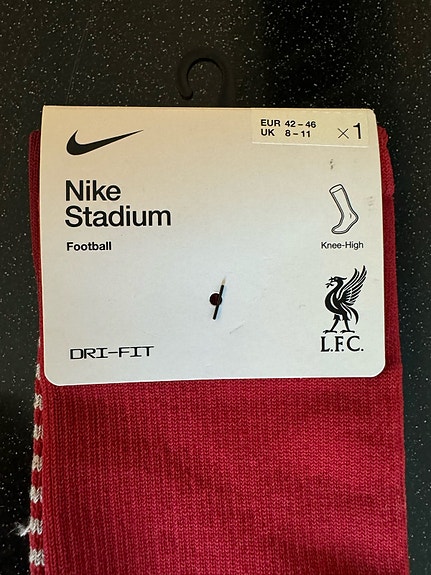 EUR 42 – 46
UK 8 – 11
×1
Nike
Stadium
Football
Knee-High
DRI-FIT
L.F.C.